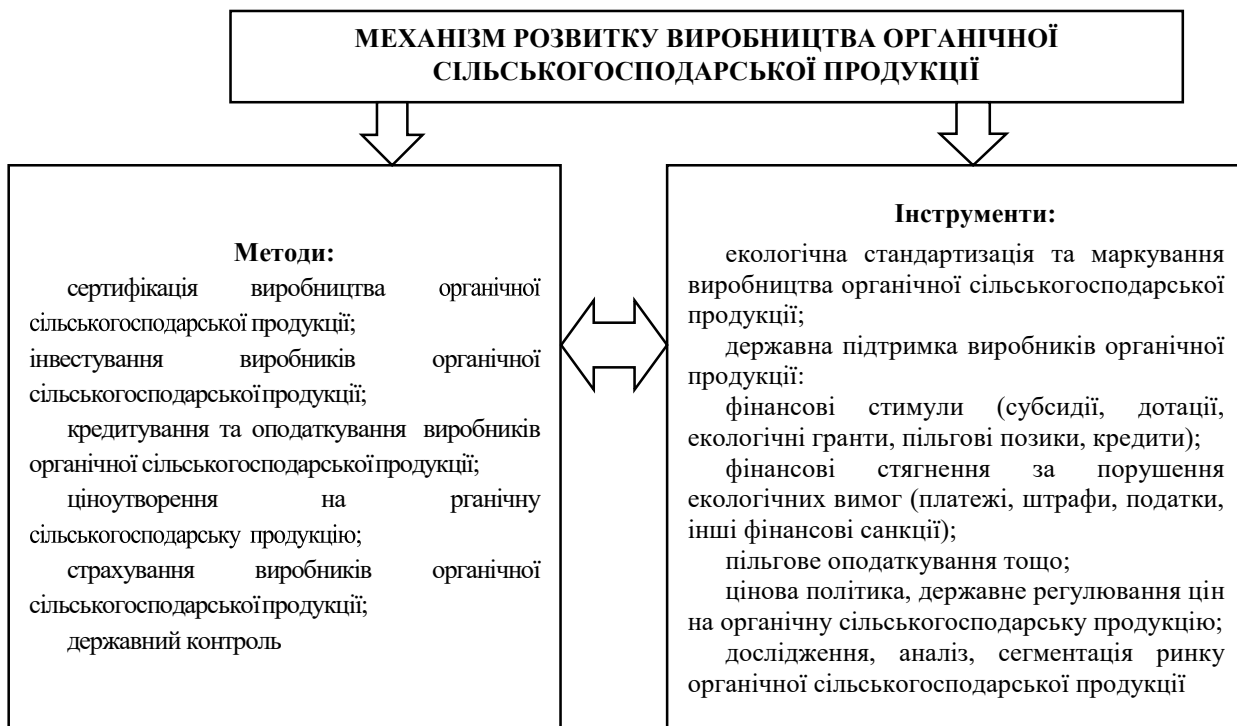 МЕХАНІЗМ РОЗВИТКУ ВИРОБНИЦТВА ОРГАНІЧНОЇ
СІЛЬСЬКОГОСПОДАРСЬКОЇ ПРОДУКЦІЇ
Методи:
сертифікація виробництва органічної
сільськогосподарської продукції;
інвестування виробників органічної
сільськогосподарської продукції;
кредитування та оподаткування виробників
органічної сільськогосподарської продукції;
ціноутворення на рганічну
сільськогосподарську продукцію;
страхування виробників органічної
сільськогосподарської продукції;
державний контроль
Інструменти:
екологічна стандартизація та маркування
виробництва органічної сільськогосподарської
продукції;
державна підтримка виробників органічної
продукції:
фінансові стимули (субсидії, дотації,
екологічні гранти, пільгові позики, кредити);
фінансові стягнення за порушення
екологічних вимог (платежі, штрафи, податки,
інші фінансові санкції);
пільгове оподаткування тощо;
цінова політика, державне регулювання цін
на органічну сільськогосподарську продукцію;
дослідження, аналіз, сегментація ринку
органічної сільськогосподарської продукції